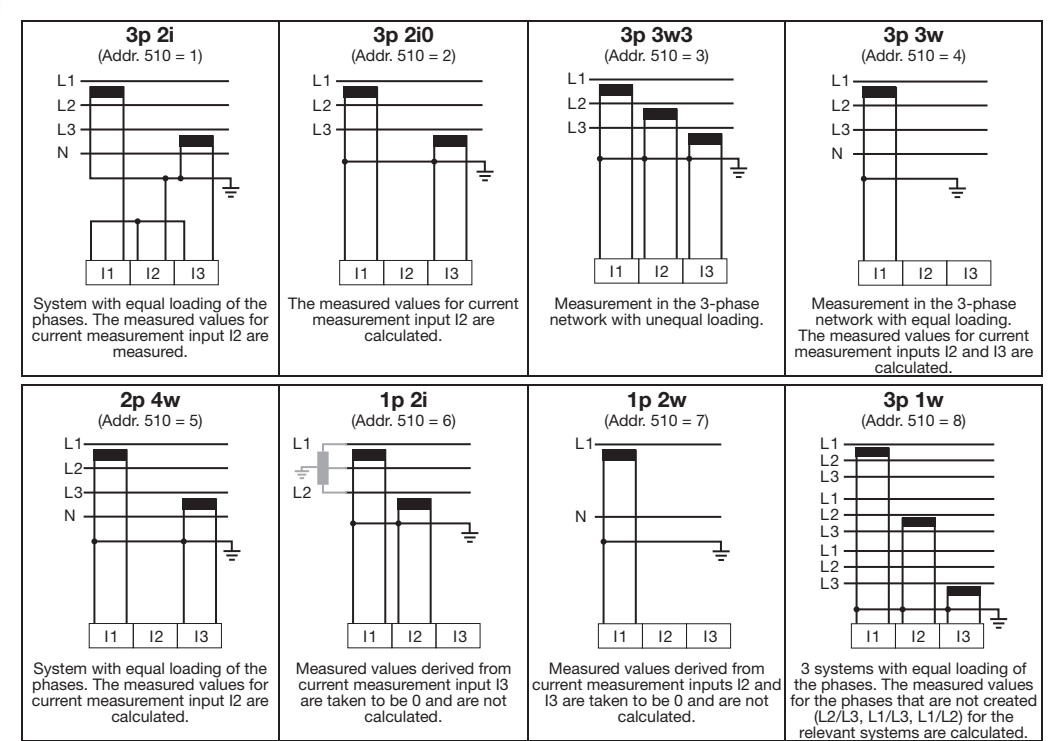 3p 2i
(Addr. 510 = 1)
L1
L2
L3
N
I1 I2 I3
System with equal loading of the
phases. The measured values for
current measurement input I2 are
measured.
3p 2i0
(Addr. 510 = 2)
L1
L2
L3
I1 I2 I3
The measured values for current
measurement input I2 are
calculated.
3p 3w3
(Addr. 510 = 3)
L1
L2
L3
I1 I2 I3
Measurement in the 3-phase
network with unequal loading.
3p 3w
(Addr. 510 = 4)
L1
L2
L3
N
I1 I2 I3
Measurement in the 3-phase
network with equal loading.
The measured values for current
measurement inputs I2 and I3 are
calculated.
2p 4w
(Addr. 510 = 5)
L1
L2
L3
N
I1 I2 I3
System with equal loading of the
phases. The measured values for
current measurement input I2 are
calculated.
1p 2i
(Addr. 510 = 6)
L1
L2
I1 I2 I3
Measured values derived from
current measurement input I3
are taken to be 0 and are not
calculated.
1p 2w
(Addr. 510 = 7)
L1
N
I1 I2 I3
Measured values derived from
current measurement inputs I2 and
I3 are taken to be 0 and are not
calculated.
3p 1w
(Addr. 510 = 8)
L1
L2
L3
L1
L2
L3
L1
L2
L3
I1 I2 I3
3 systems with equal loading of
the phases. The measured values
for the phases that are not created
(L2/L3, L1/L3, L1/L2) for the
relevant systems are calculated.